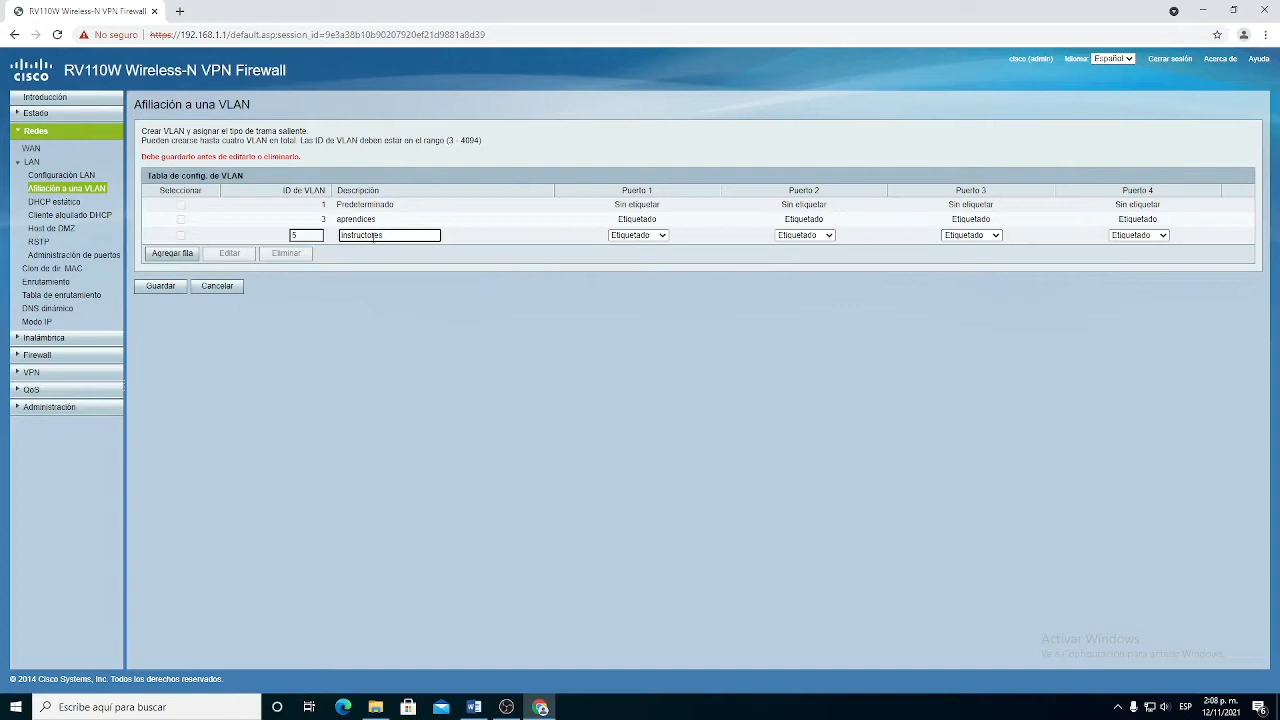 RV110W Wireless-N VPN Firewall
No seguro
https://192.168.1.1/default.asp;session_id=9e3a38b10b90207920ef21d9881a8d39
CISCO
RV110W Wireless-N VPN Firewall
cisco (admin) Idioma: Español Cerrar sesión Acerca de Ayuda
Introducción
Estado
Redes
WAN
LAN
Configuración LAN
Afiliación a una VLAN
DHCP estático
Cliente alquilado DHCP
Host de DMZ
RSTP
Administración de puertos
Clon de dir. MAC
Enrutamiento
Tabla de enrutamiento
DNS dinámico
Modo IP
Inalámbrica
Firewall
VPN
QoS
Administración
Afiliación a una VLAN
Crear VLAN y asignar el tipo de trama saliente.
Pueden crearse hasta cuatro VLAN en total. Las ID de VLAN deben estar en el rango (3 - 4094)
Debe guardarlo antes de editarlo o eliminarlo.
Tabla de config. de VLAN
Seleccionar ID de VLAN Descripción Puerto 1 Puerto 2 Puerto 3 Puerto 4
1 Predeterminado Sin etiquetar Sin etiquetar Sin etiquetar Sin etiquetar
3 aprendices Etiquetado Etiquetado Etiquetado Etiquetado
5 instructores Etiquetado Etiquetado Etiquetado Etiquetado
Agregar fila Editar Eliminar
Guardar Cancelar
Activar Windows
Ve a Configuración para activar Windows.
© 2014 Cisco Systems, Inc. Todos los derechos reservados.
Escribe aquí para buscar
ESP
2:08 p. m.
12/11/2021